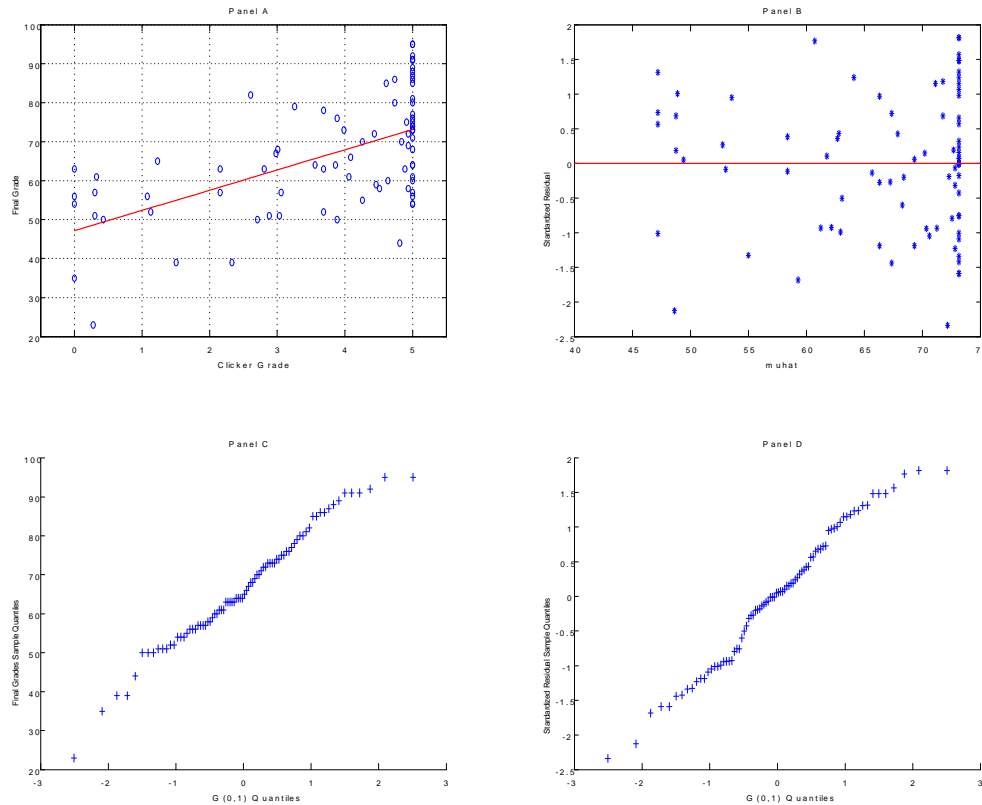 Panel A
100
90
80
70
60
50
40
30
20
Final Grade
0 1 2 3 4 5
Clicker Grade
Panel B
2
1.5
1
0.5
0
-0.5
-1
-1.5
-2
-2.5
Standardized Residual
40 45 50 55 60 65 70 75
muhat
Panel C
100
90
80
70
60
50
40
30
20
Final Grades Sample Quantiles
-3 -2 -1 0 1 2 3
G (0,1) Quantiles
Panel D
2
1.5
1
0.5
0
-0.5
-1
-1.5
-2
-2.5
Standardized Residual Sample Quantiles
-3 -2 -1 0 1 2 3
G (0,1) Quantiles